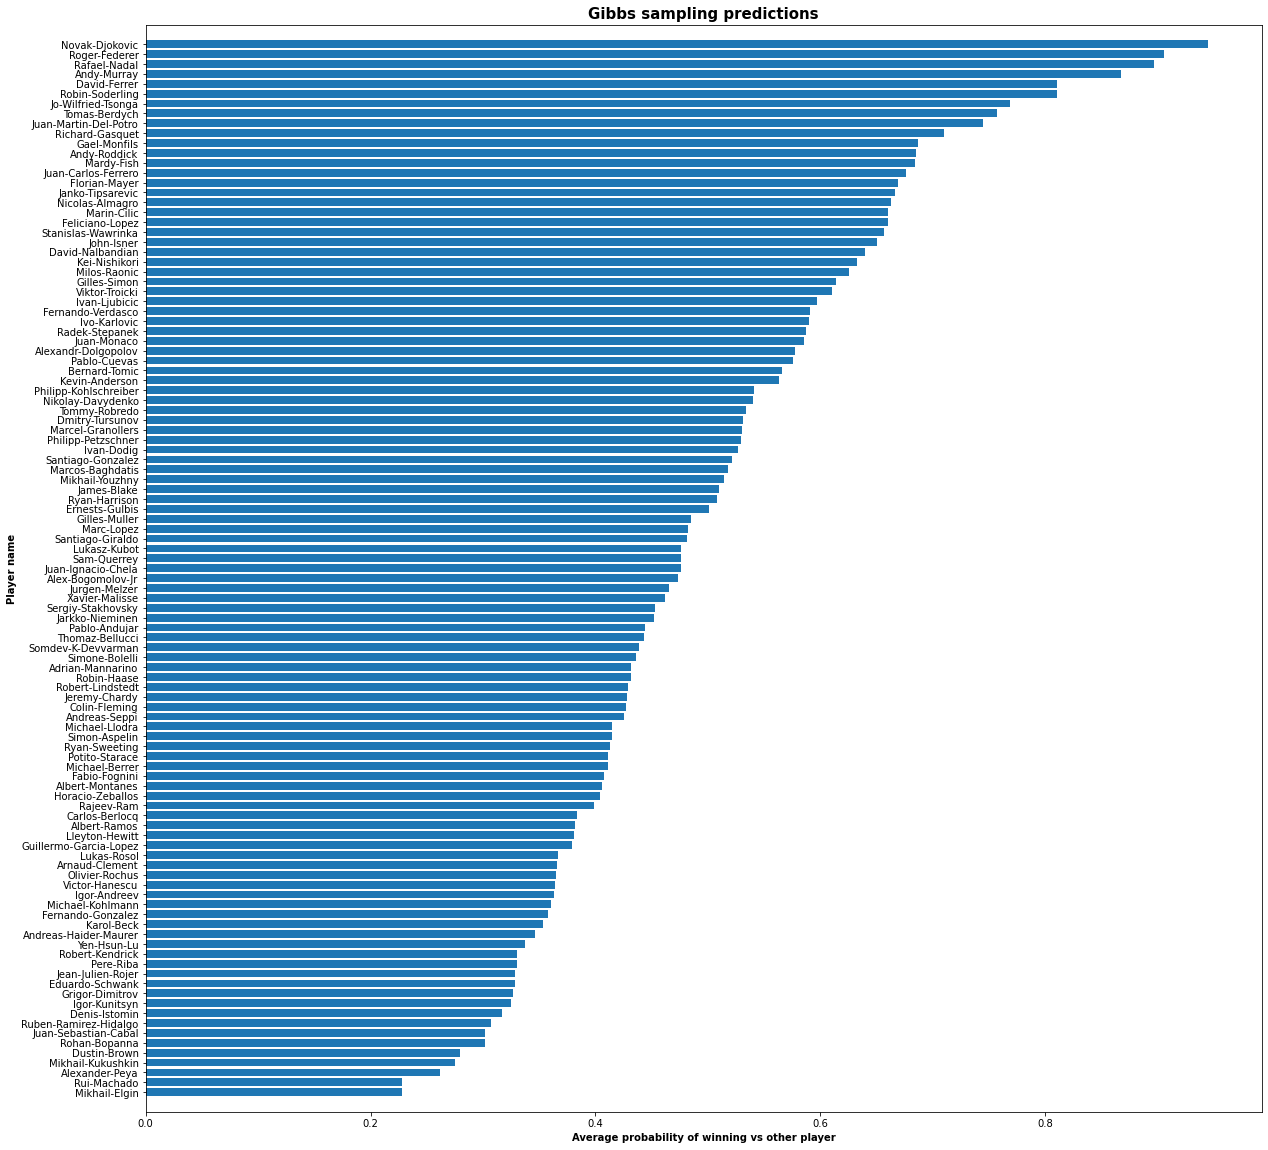 Gibbs sampling predictions
Novak-Djokovic
Roger-Federer
Rafael-Nadal
Andy-Murray
David-Ferrer
Robin-Soderling
Jo-Wilfried-Tsonga
Tomas-Berdych
Juan-Martin-Del-Potro
Richard-Gasquet
Gael-Monfils
Andy-Roddick
Mardy-Fish
Juan-Carlos-Ferrero
Florian-Mayer
Janko-Tipsarevic
Nicolas-Almagro
Marin-Cilic
Feliciano-Lopez
Stanislas-Wawrinka
John-Isner
David-Nalbandian
Kei-Nishikori
Milos-Raonic
Gilles-Simon
Viktor-Troicki
Ivan-Ljubicic
Fernando-Verdasco
Ivo-Karlovic
Radek-Stepanek
Juan-Monaco
Alexandr-Dolgopolov
Pablo-Cuevas
Bernard-Tomic
Kevin-Anderson
Philipp-Kohlschreiber
Nikolay-Davydenko
Tommy-Robredo
Dmitry-Tursunov
Marcel-Granollers
Philipp-Petzschner
Ivan-Dodig
Santiago-Gonzalez
Marcos-Baghdatis
Mikhail-Youzhny
James-Blake
Ryan-Harrison
Ernests-Gulbis
Gilles-Muller
Marc-Lopez
Santiago-Giraldo
Lukasz-Kubot
Sam-Querrey
Juan-Ignacio-Chela
Alex-Bogomolov-Jr
Jurgen-Melzer
Xavier-Malisse
Sergiy-Stakhovsky
Jarkko-Nieminen
Pablo-Andujar
Thomaz-Bellucci
Somdev-K-Devvarman
Simone-Bolelli
Adrian-Mannarino
Robin-Haase
Robert-Lindstedt
Jeremy-Chardy
Colin-Fleming
Andreas-Seppi
Michael-Llodra
Simon-Aspelin
Ryan-Sweeting
Potito-Starace
Michael-Berrer
Fabio-Fognini
Albert-Montanes
Horacio-Zeballos
Rajeev-Ram
Carlos-Berlocq
Albert-Ramos
Lleyton-Hewitt
Guillermo-Garcia-Lopez
Lukas-Rosol
Arnaud-Clement
Olivier-Rochus
Victor-Hanescu
Igor-Andreev
Michael-Kohlmann
Fernando-Gonzalez
Karol-Beck
Andreas-Haider-Maurer
Yen-Hsun-Lu
Robert-Kendrick
Pere-Riba
Jean-Julien-Rojer
Eduardo-Schwank
Grigor-Dimitrov
Igor-Kunitsyn
Denis-Istomin
Ruben-Ramirez-Hidalgo
Juan-Sebastian-Cabal
Rohan-Bopanna
Dustin-Brown
Mikhail-Kukushkin
Alexander-Peya
Rui-Machado
Mikhail-Elgin
Player name
0.0 0.2 0.4 0.6 0.8
Average probability of winning vs other player